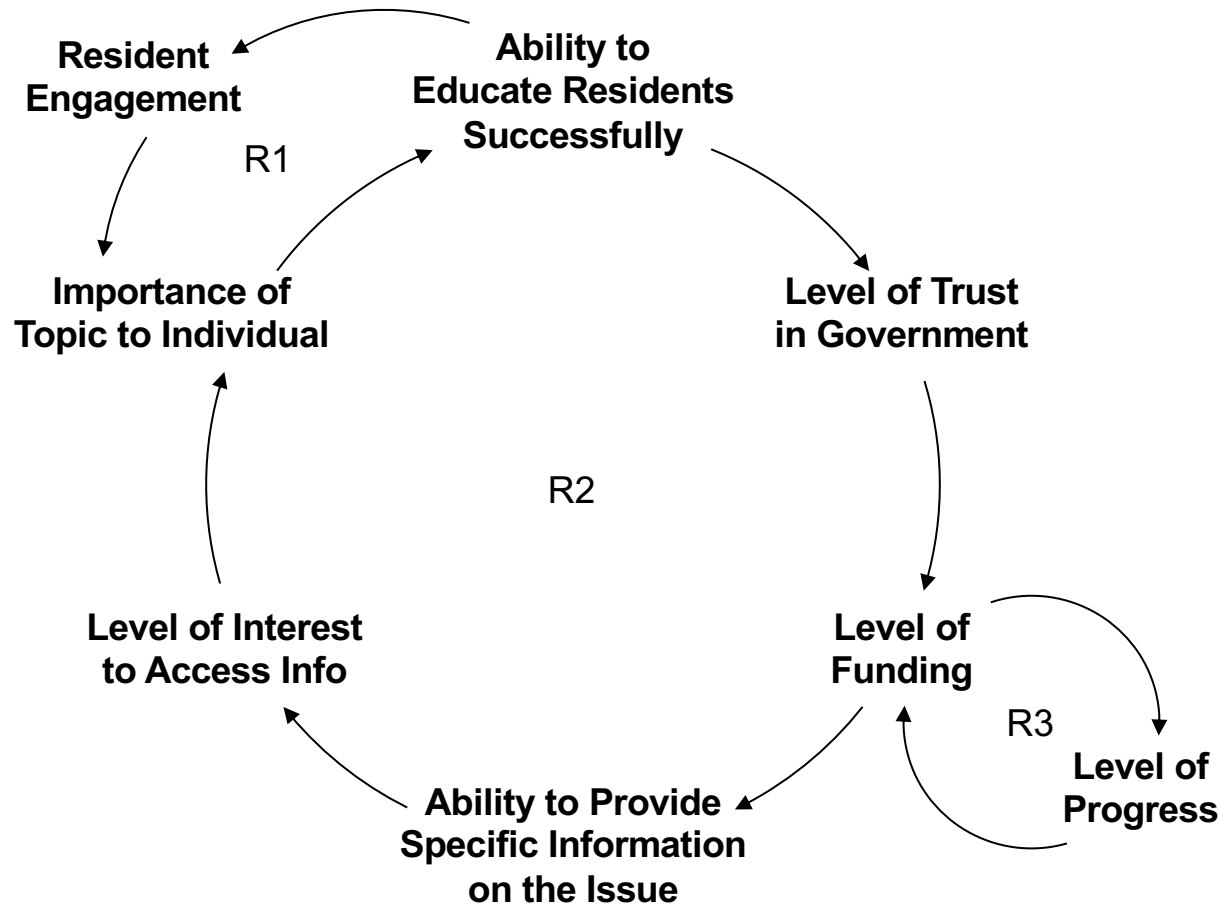 Resident
Engagement
Ability to
Educate Residents
Successfully
R1
Importance of
Topic to Individual
Level of Trust
in Government
R2
Level of Interest
to Access Info
Level of
Funding
R3
Level of
Progress
Ability to Provide
Specific Information
on the Issue